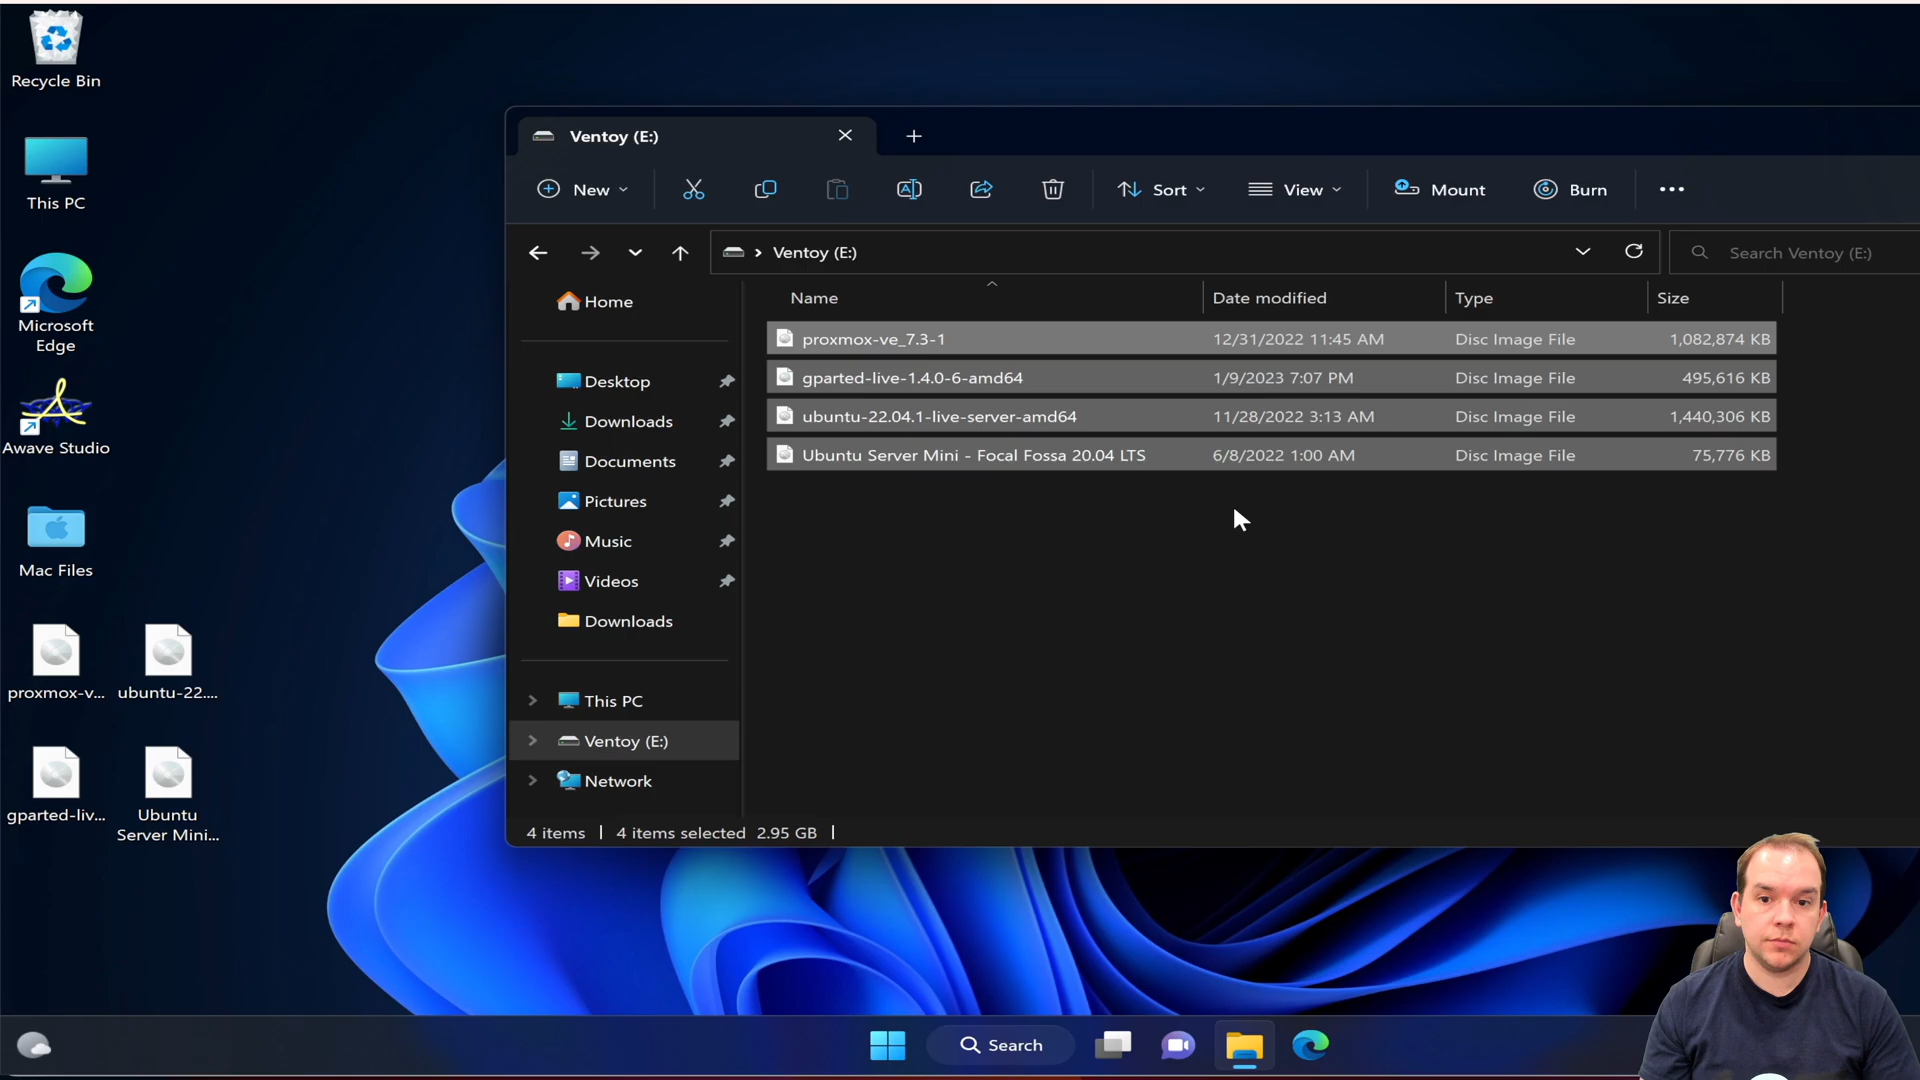 Recycle Bin
This PC
Microsoft
Edge
Awave Studio
Mac Files
proxmox-v...
ubuntu-22....
gparted-liv...
Ubuntu
Server Mini...
Ventoy (E:)
New
Sort
View
Mount
Burn
Ventoy (E:)
Search Ventoy (E:)
Home
Desktop
Downloads
Documents
Pictures
Music
Videos
Downloads
This PC
Ventoy (E:)
Network
Name Date modified Type Size
proxmox-ve_7.3-1 12/31/2022 11:45 AM Disc Image File 1,082,874 KB
gparted-live-1.4.0-6-amd64 1/9/2023 7:07 PM Disc Image File 495,616 KB
ubuntu-22.04.1-live-server-amd64 11/28/2022 3:13 AM Disc Image File 1,440,306 KB
Ubuntu Server Mini - Focal Fossa 20.04 LTS 6/8/2022 1:00 AM Disc Image File 75,776 KB
4 items 4 items selected 2.95 GB
Search